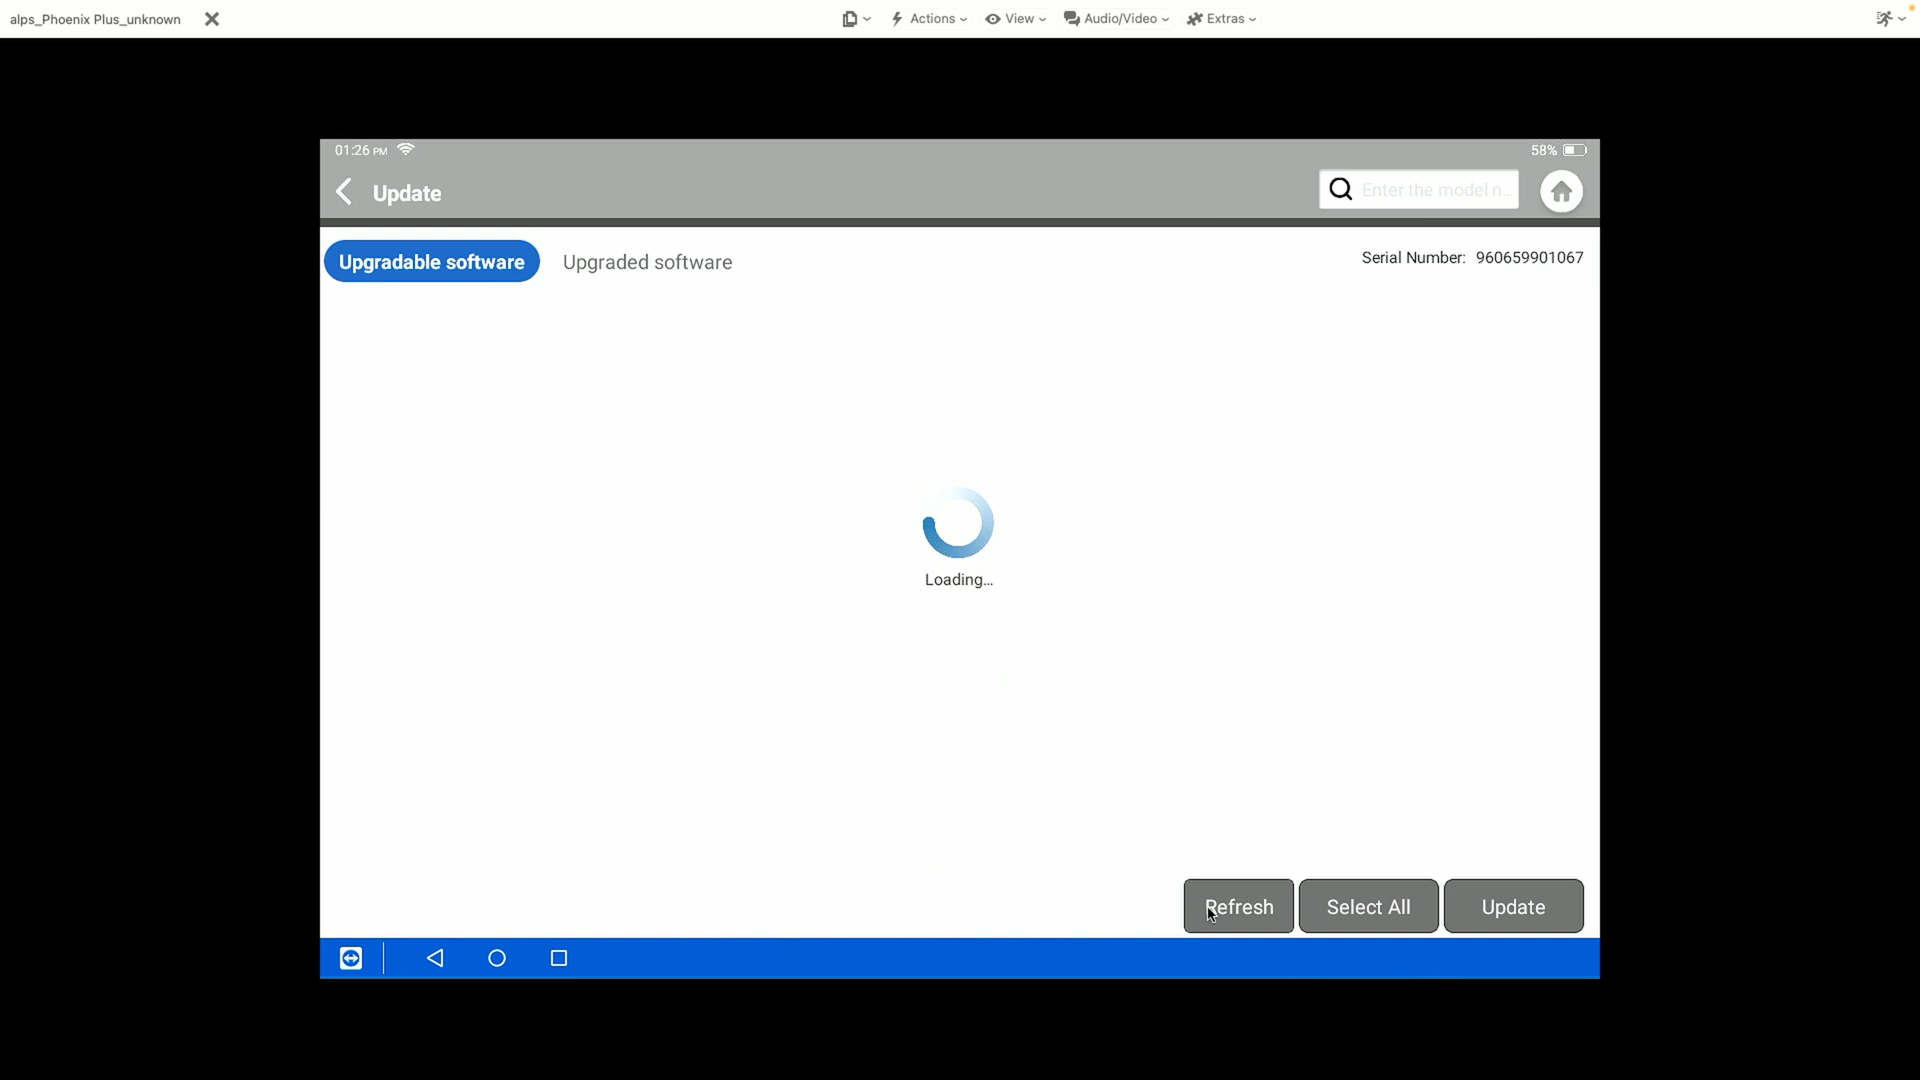 alps_Phoenix Plus_unknown
Actions
View
Audio/Video
Extras
01:26 PM
58%
Update
Enter the model n...
Upgradable software
Upgraded software
Serial Number: 960659901067
Loading...
Refresh
Select All
Update